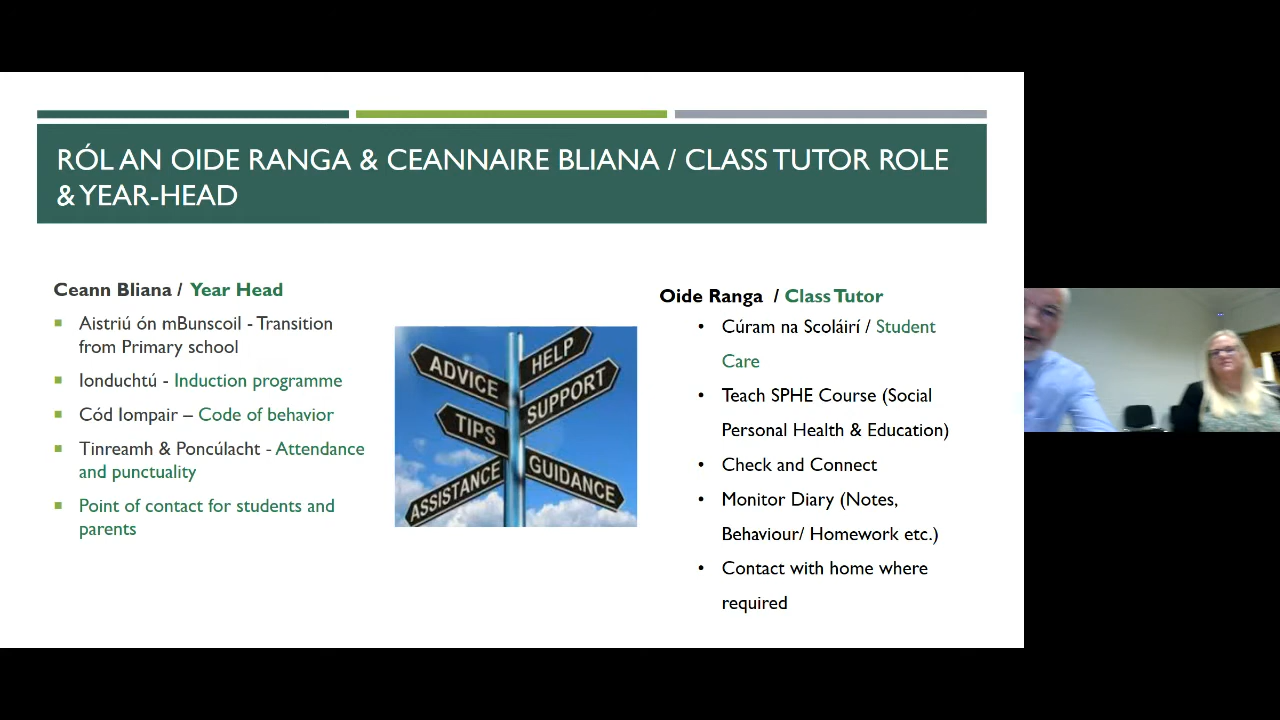 RÓL AN OIDE RANGA & CEANNAIRE BLIANA / CLASS TUTOR ROLE
& YEAR-HEAD
Ceann Bliana / Year Head
Aistriú ón mBunscoil - Transition
from Primary school
Ionduchtú - Induction programme
Cód Iompair – Code of behavior
Tinreamh & Poncúlacht - Attendance
and punctuality
Point of contact for students and
parents
ADVICE
HELP
SUPPORT
TIPS
ASSISTANCE
GUIDANCE
Oide Ranga / Class Tutor
• Cúram na Scoláirí / Student
Care
• Teach SPHE Course (Social
Personal Health & Education)
• Check and Connect
• Monitor Diary (Notes,
Behaviour/ Homework etc.)
• Contact with home where
required